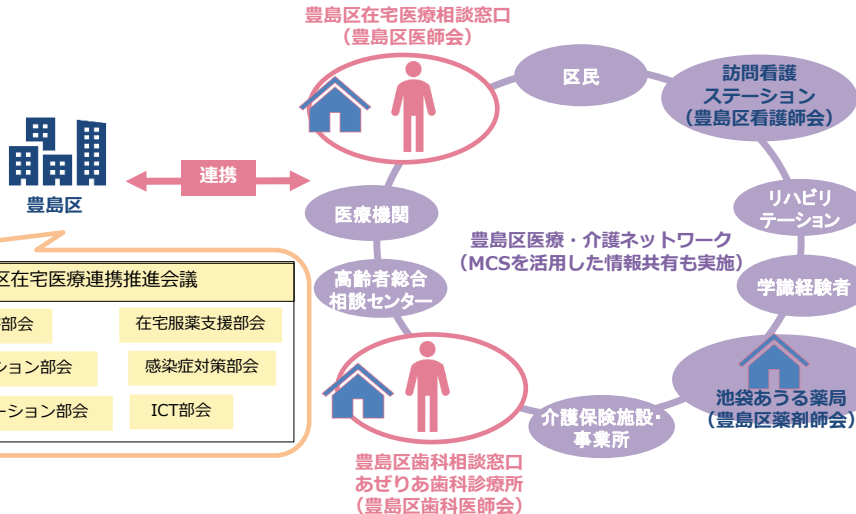 豊島区在宅医療相談窓口
（豊島区医師会）
区民
訪問看護
ステーション
（豊島区看護師会）
連携
豊島区
医療機関
リハビリ
テーション
豊島区医療・介護ネットワーク
（MCSを活用した情報共有も実施）
高齢者総合
相談センター
学識経験者
区在宅医療連携推進会議
部会
在宅服薬支援部会
ション部会
感染症対策部会
ーション部会
ICT部会
池袋あうる薬局
（豊島区薬剤師会）
介護保険施設・
事業所
豊島区歯科相談窓口
あぜりあ歯科診療所
（豊島区歯科医師会）